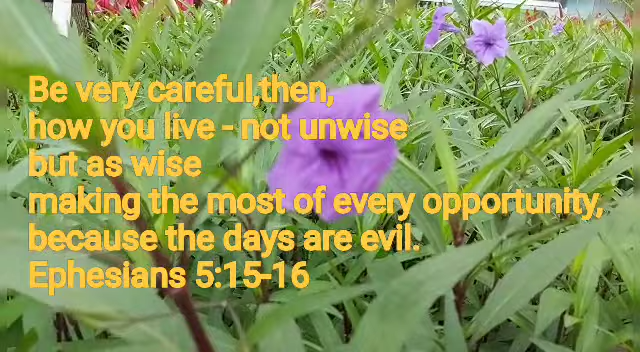 Be very careful,then,
how you live - not unwise
but as wise
making the most of every opportunity,
because the days are evil.
Ephesians 5:15-16